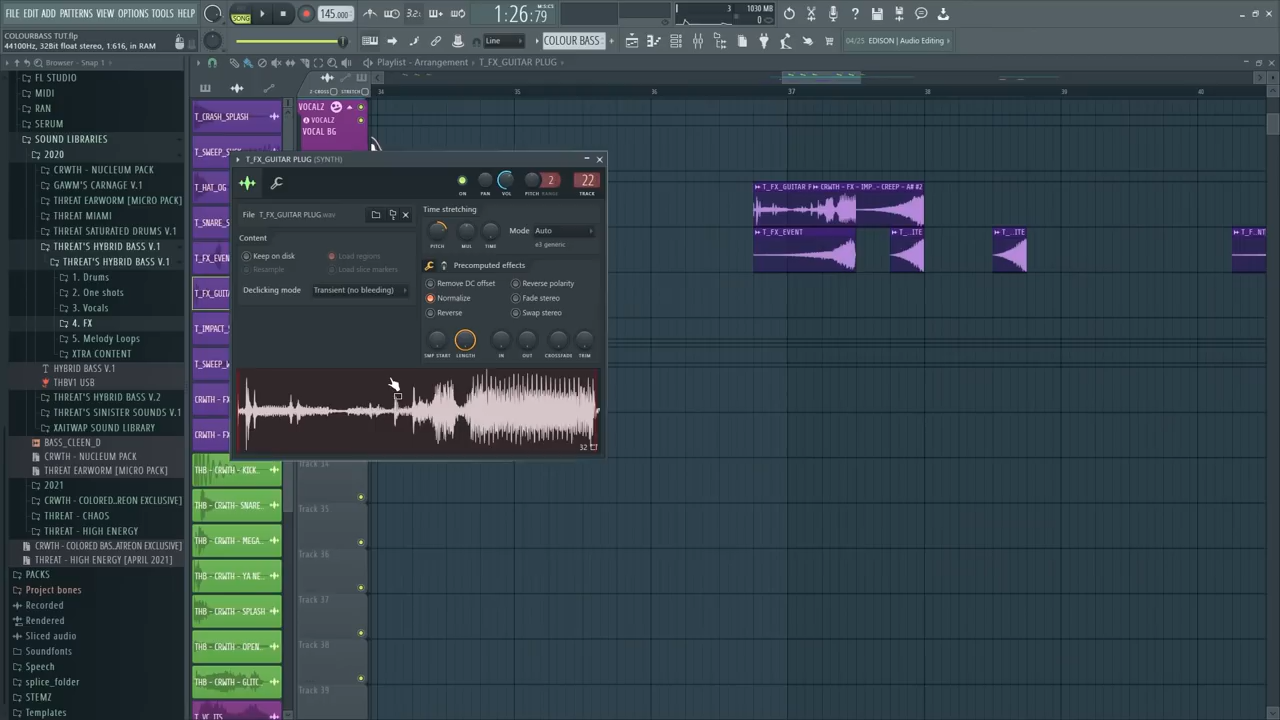 FILE EDIT ADD PATTERNS VIEW OPTIONS TOOLS HELP
SONG
145.000
1:26:79
3
1030 MB
0
COLOURBASS TUT.flp
44100Hz, 32Bit float stereo, 1:616, in RAM
Line
COLOUR BASS
04/25 EDISON | Audio Editing
Browser - Snap 1
Playlist - Arrangement T_FX_GUITAR PLUG
FL STUDIO
MIDI
RAN
SERUM
SOUND LIBRARIES
2020
CRWTH - NUCLEUM PACK
GAWM'S CARNAGE V.1
THREAT EARWORM [MICRO PACK]
THREAT MIAMI
THREAT SATURATED DRUMS V.1
THREAT'S HYBRID BASS V.1
THREAT'S HYBRID BASS V.1
1. Drums
2. One shots
3. Vocals
4. FX
5. Melody Loops
XTRA CONTENT
HYBRID BASS V.1
THBV1 USB
THREAT'S HYBRID BASS V.2
THREAT'S SINISTER SOUNDS V.1
XAITWAP SOUND LIBRARY
BASS_CLEEN_D
CRWTH - NUCLEUM PACK
THREAT EARWORM [MICRO PACK]
2021
CRWTH - COLORED..REON EXCLUSIVE]
THREAT - CHAOS
THREAT - HIGH ENERGY
CRWTH - COLORED BAS..ATREON EXCLUSIVE]
THREAT - HIGH ENERGY [APRIL 2021]
PACKS
Project bones
Recorded
Rendered
Sliced audio
Soundfonts
Speech
splice_folder
STEMZ
Templates
T_CRASH_SPLASH
T_SWEEP_
T_HAT_OG
T_SNARE_S
T_FX_EVEN
T_FX_GUIT
T_IMPACT_
T_SWEEP_
CRWTH - FX
CRWTH - FX
THB - CRWTH - KICK..
THB - CRWTH- SNARE..
THB - CRWTH - MEGA..
THB - CRWTH - YA NE..
THB - CRWTH - SPLASH
THB - CRWTH - OPEN..
THB - CRWTH - GLITC..
T_VC_ITS
Z-CROSS STRETCH
34 35 36 37 38 39 40
VOCALZ
VOCALZ
VOCAL BG
T_FX_GUITAR PLUG (SYNTH)
ON PAN VOL PITCH RANGE TRACK
2
22
File T_FX_GUITAR PLUG.wav
Content
Keep on disk
Load regions
Resample
Load slice markers
Declicking mode Transient (no bleeding)
Time stretching
PITCH MUL TIME
Mode Auto
e3 generic
Precomputed effects
Remove DC offset
Reverse polarity
Normalize
Fade stereo
Reverse
Swap stereo
SMP START LENGTH IN OUT CROSSFADE TRIM
32
Track 34
Track 35
Track 36
Track 37
Track 38
Track 39
T_FX_GUITAR P
CRWTH - FX - IMP..- CREEP - A# #2
T_FX_EVENT
T_..ITE
T_..ITE
T_F..NT